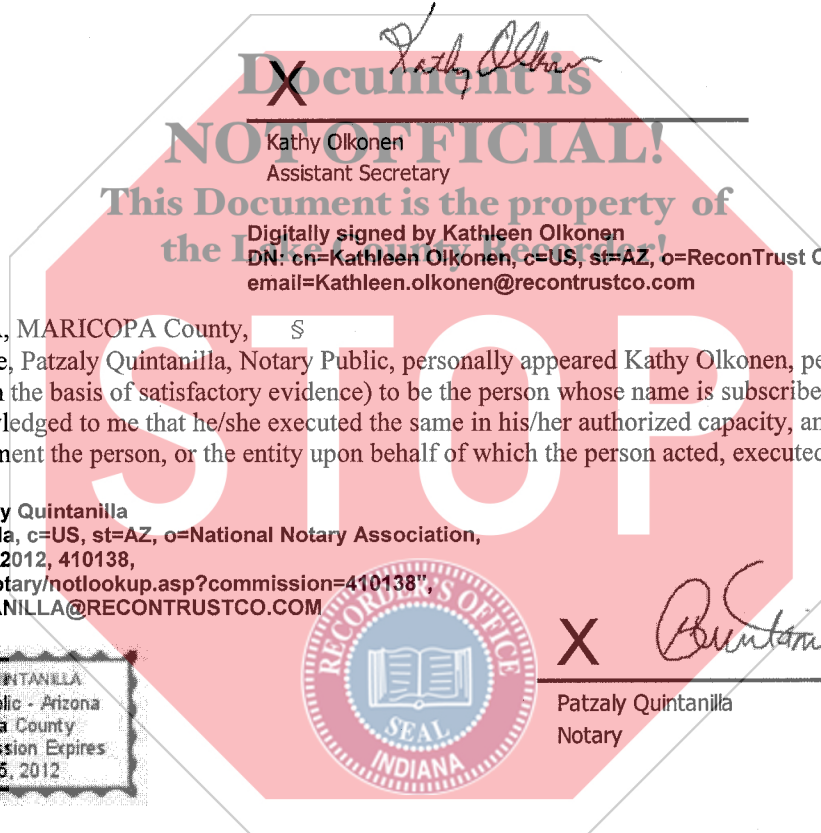 Kathy Olkonen
X
Document is
NOT OFFICIAL!
Kathy Olkonen
Assistant Secretary
This Document is the property of
the Lake County Recorder!
Digitally signed by Kathleen Olkonen
DN: cn=Kathleen Olkonen, c=US, st=AZ, o=ReconTrust C
email=Kathleen.olkonen@recontrustco.com
, MARICOPA County, §
e, Patzaly Quintanilla, Notary Public, personally appeared Kathy Olkonen, pe
the basis of satisfactory evidence) to be the person whose name is subscribe
ledged to me that he/she executed the same in his/her authorized capacity, an
ment the person, or the entity upon behalf of which the person acted, executed
STOP
y Quintanilla
la, c=US, st=AZ, o=National Notary Association,
2012, 410138,
otary/notlookup.asp?commission=410138",
ANILLA@RECONTRUSTCO.COM
RECORDER'S OFFICE
SEAL
INDIANA
X Quintani
Patzaly Quintanilla
Notary
INTANILLA
lic - Arizona
a County
ssion Expires
5, 2012